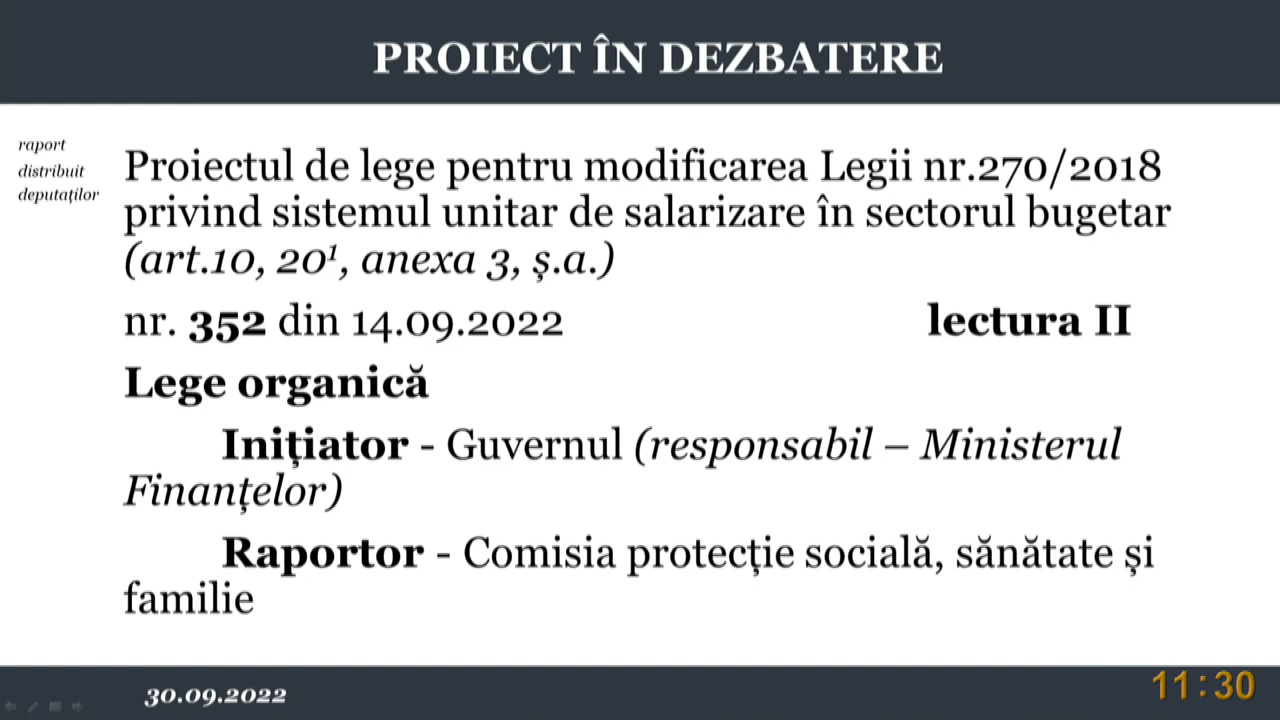 PROIECT ÎN DEZBATERE
raport
distribuit
deputaților
Proiectul de lege pentru modificarea Legii nr.270/2018
privind sistemul unitar de salarizare în sectorul bugetar
(art.10, 20¹, anexa 3, ș.a.)
nr. 352 din 14.09.2022 lectura II
Lege organică
Inițiator - Guvernul (responsabil – Ministerul
Finanțelor)
Raportor - Comisia protecție socială, sănătate și
familie
30.09.2022
11:30